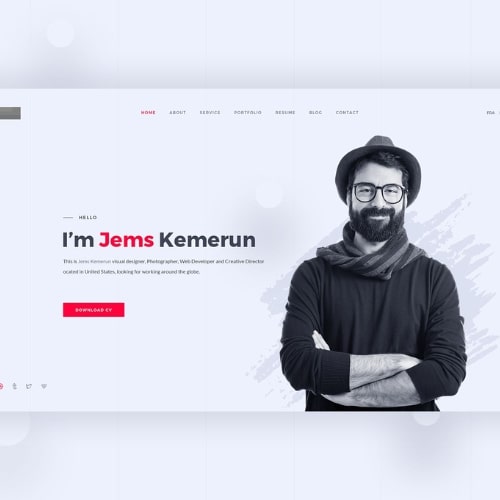 HOME ABOUT SERVICE PORTFOLIO RESUME BLOG CONTACT
HELLO
I'm Jems Kemerun
This is Jems Kemerun visual designer, Photographer, Web Developer and Creative Director
ocated in United States, looking for working around the globe.
DOWNLOAD CV